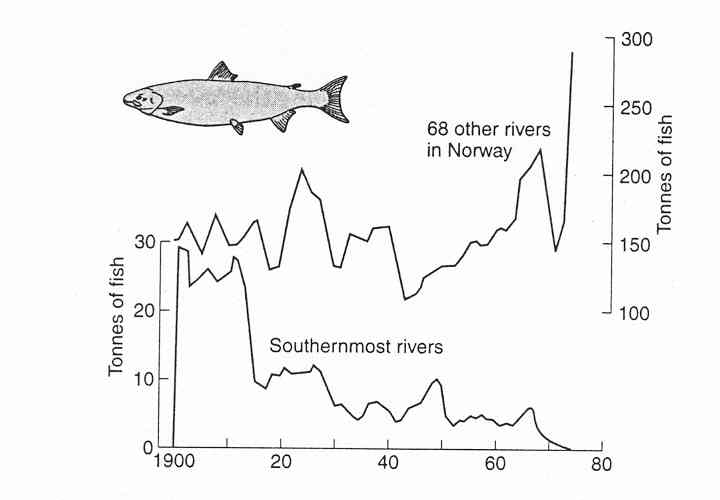 300
250
200
150
100
Tonnes of fish
68 other rivers
in Norway
30
20
10
0
Tonnes of fish
Southernmost rivers
1900
20
40
60
80